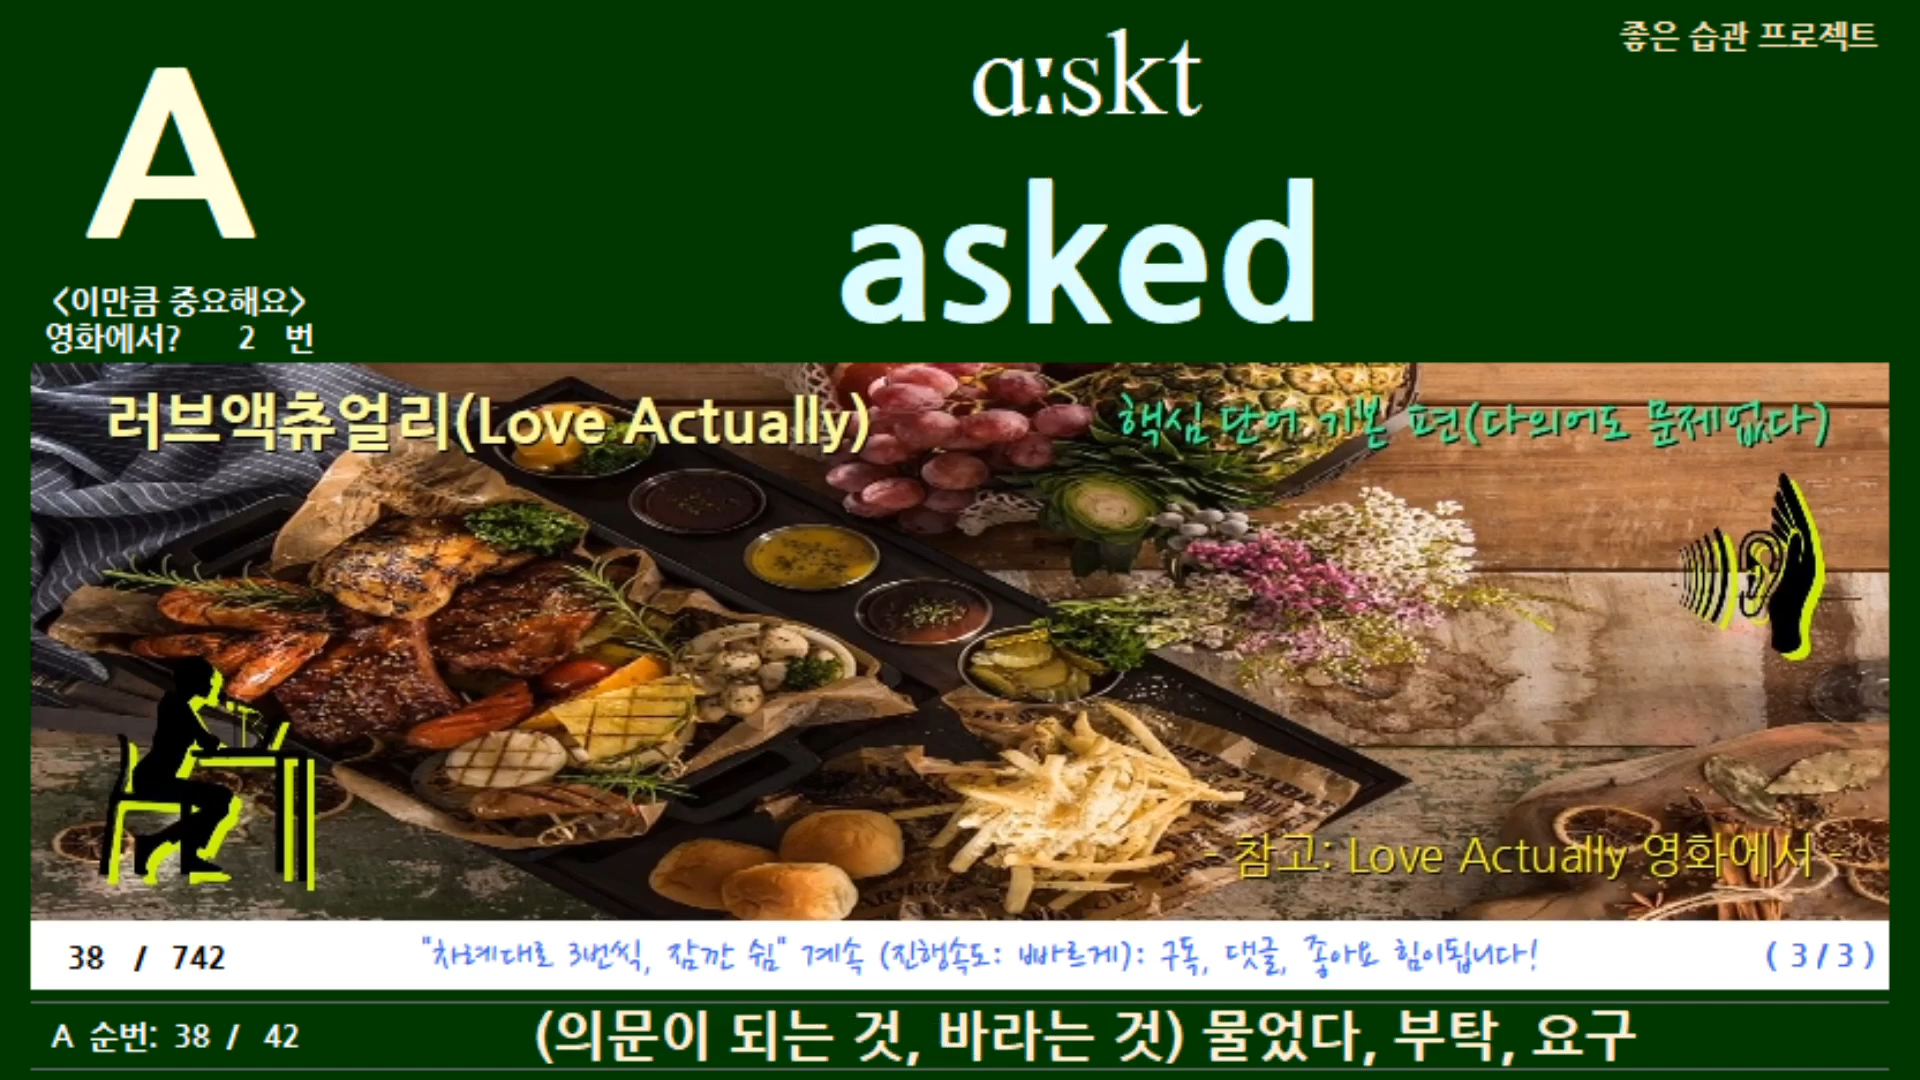 좋은 습관 프로젝트
ɑːskt
A
asked
<이만큼 중요해요>
영화에서? 2 번
러브액츄얼리(Love Actually)
핵심 단어 기본 편(다의어도 문제없다)
- 참고: Love Actually 영화에서 -
38 / 742
"차례대로 3번씩, 잠깐 쉼" 계속 (진행속도: 빠르게): 구독, 댓글, 좋아요 힘이됩니다!
( 3 / 3 )
A 순번: 38 / 42
(의문이 되는 것, 바라는 것) 물었다, 부탁, 요구